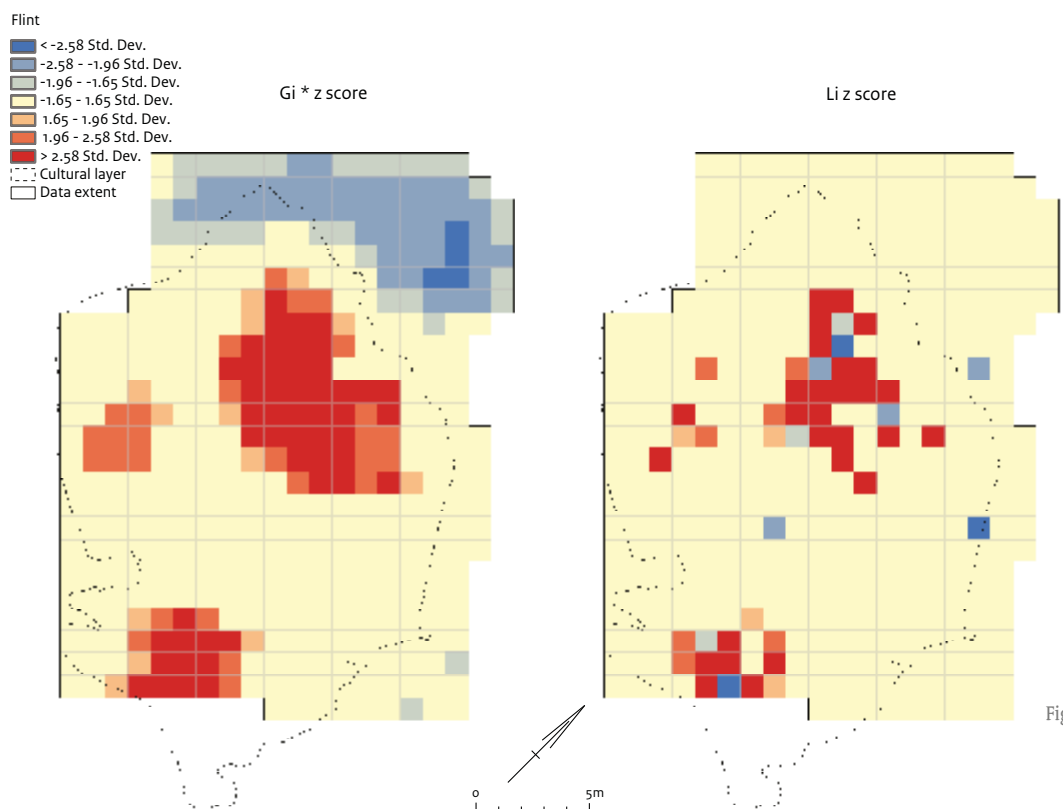 Flint
< -2.58 Std. Dev.
-2.58 - -1.96 Std. Dev.
-1.96 - -1.65 Std. Dev.
-1.65 - 1.65 Std. Dev.
1.65 - 1.96 Std. Dev.
1.96 - 2.58 Std. Dev.
> 2.58 Std. Dev.
Cultural layer
Data extent
Gi * z score
Li z score
Fig
0 5m